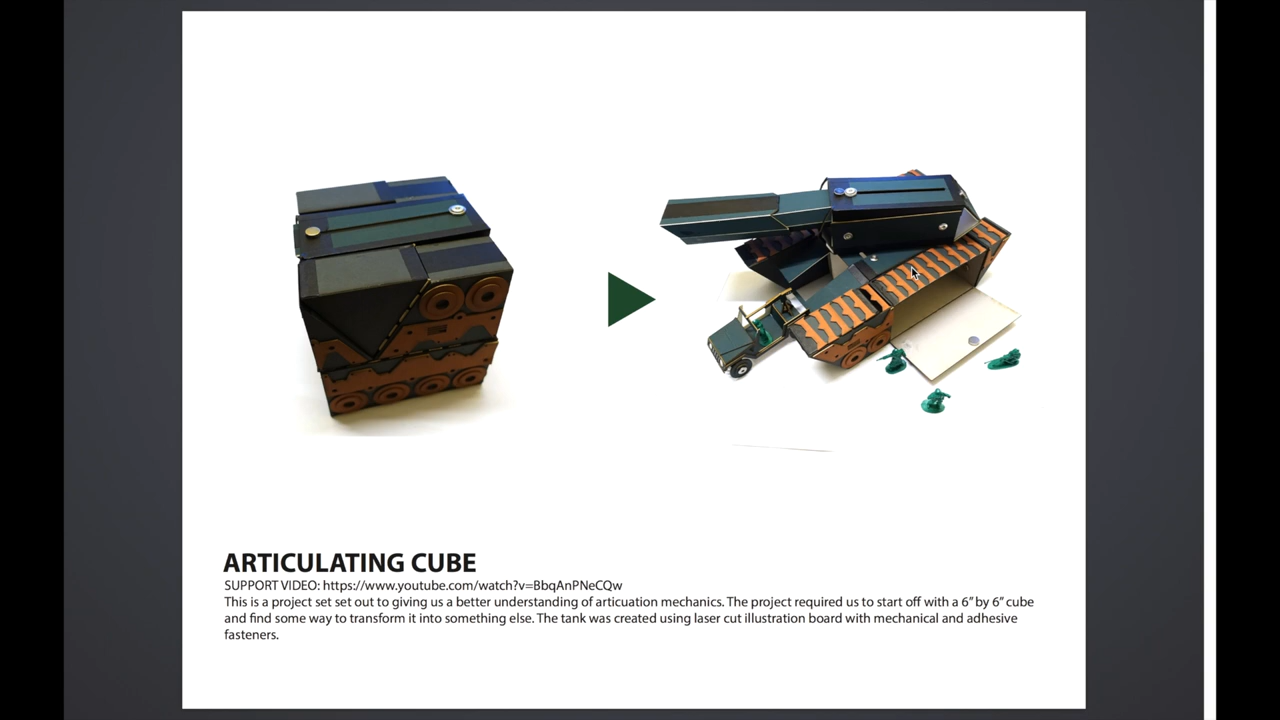 ARTICULATING CUBE
SUPPORT VIDEO: https://www.youtube.com/watch?v=BbqAnPNeCQw
This is a project set set out to giving us a better understanding of articuation mechanics. The project required us to start off with a 6” by 6” cube
and find some way to transform it into something else. The tank was created using laser cut illustration board with mechanical and adhesive
fasteners.